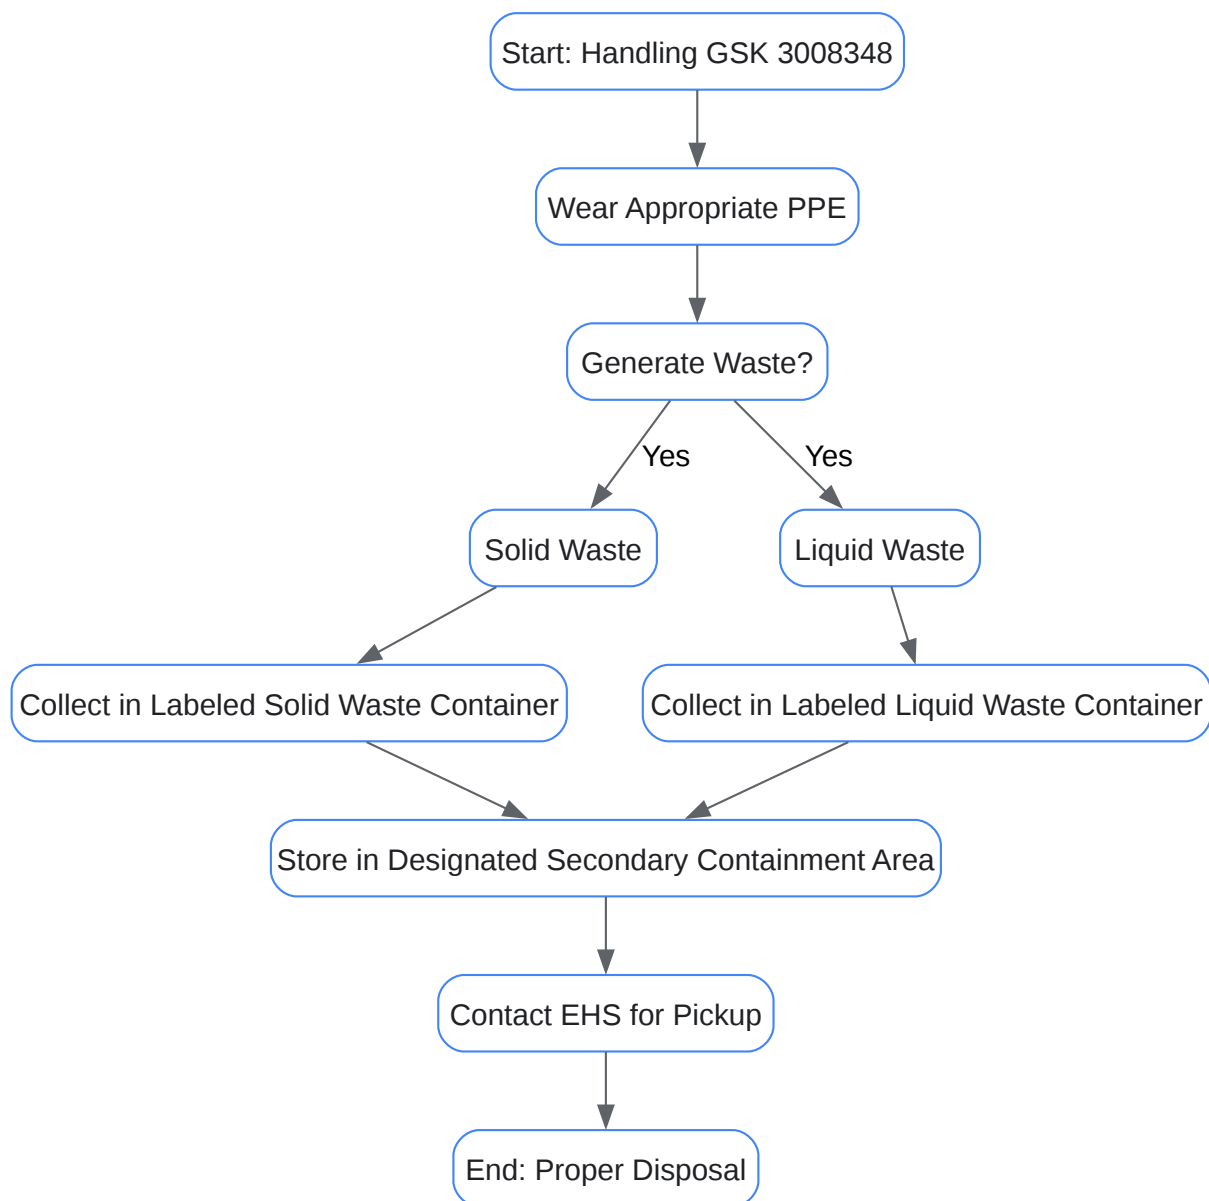 Start: Handling GSK 3008348
Wear Appropriate PPE
Generate Waste?
Yes
Yes
Solid Waste
Liquid Waste
Collect in Labeled Solid Waste Container
Collect in Labeled Liquid Waste Container
Store in Designated Secondary Containment Area
Contact EHS for Pickup
End: Proper Disposal